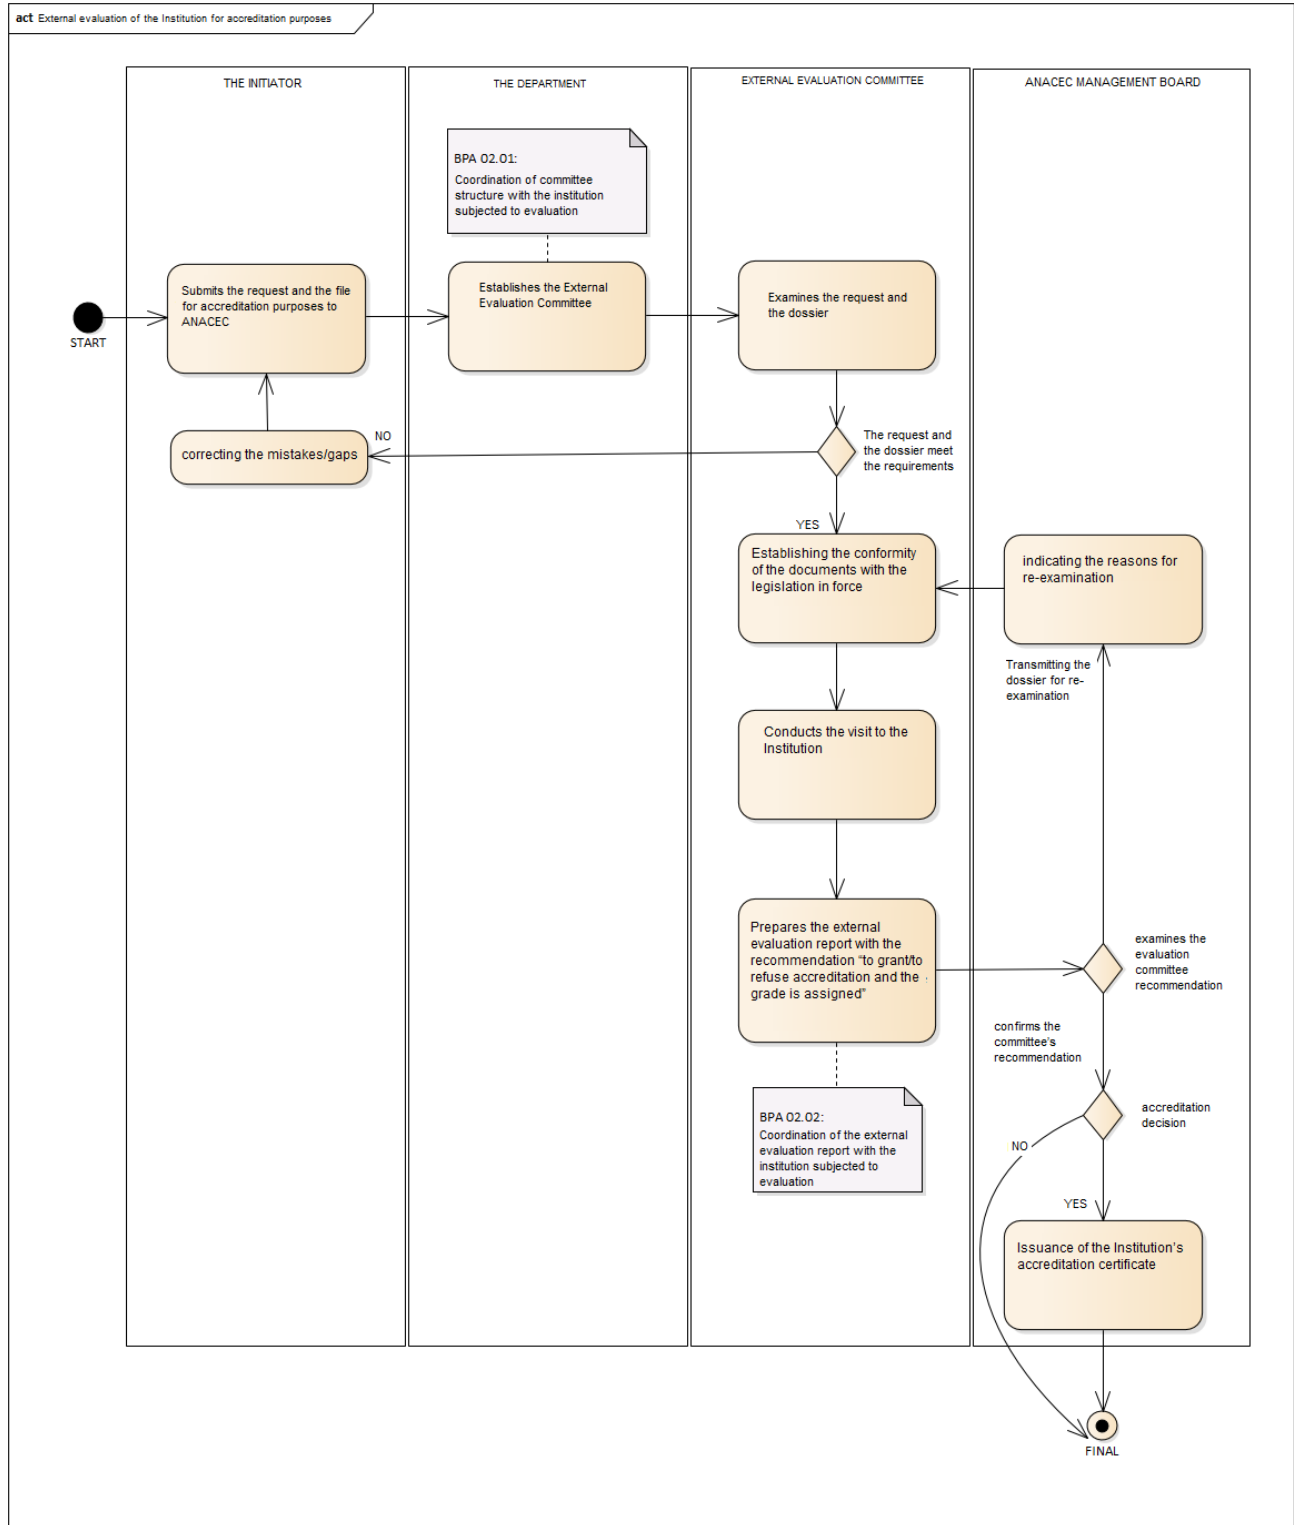 act External evaluation of the Institution for accreditation purposes
THE INITIATOR
THE DEPARTMENT
EXTERNAL EVALUATION COMMITTEE
ANACEC MANAGEMENT BOARD
BPA 02.01:
Coordination of committee
structure with the institution
subjected to evaluation
START
Submits the request and the file
for accreditation purposes to
ANACEC
Establishes the External
Evaluation Committee
Examines the request and
the dossier
correcting the mistakes/gaps
NO
The request and
the dossier meet
the requirements
YES
Establishing the conformity
of the documents with the
legislation in force
indicating the reasons for
re-examination
Transmitting the
dossier for re-
examination
Conducts the visit to the
Institution
Prepares the external
evaluation report with the
recommendation “to grant/to
refuse accreditation and the
grade is assigned”
examines the
evaluation
committee
recommendation
confirms the
committee's
recommendation
BPA 02.02:
Coordination of the external
evaluation report with the
institution subjected to
evaluation
accreditation
decision
NO
YES
Issuance of the Institution's
accreditation certificate
FINAL